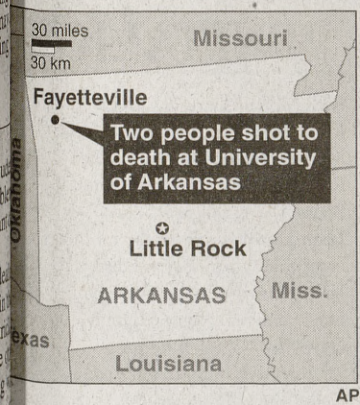 30 miles
30 km
Missouri
Fayetteville
Two people shot to
death at University
of Arkansas
Oklahoma
Little Rock
ARKANSAS
Miss.
exas
Louisiana
AP